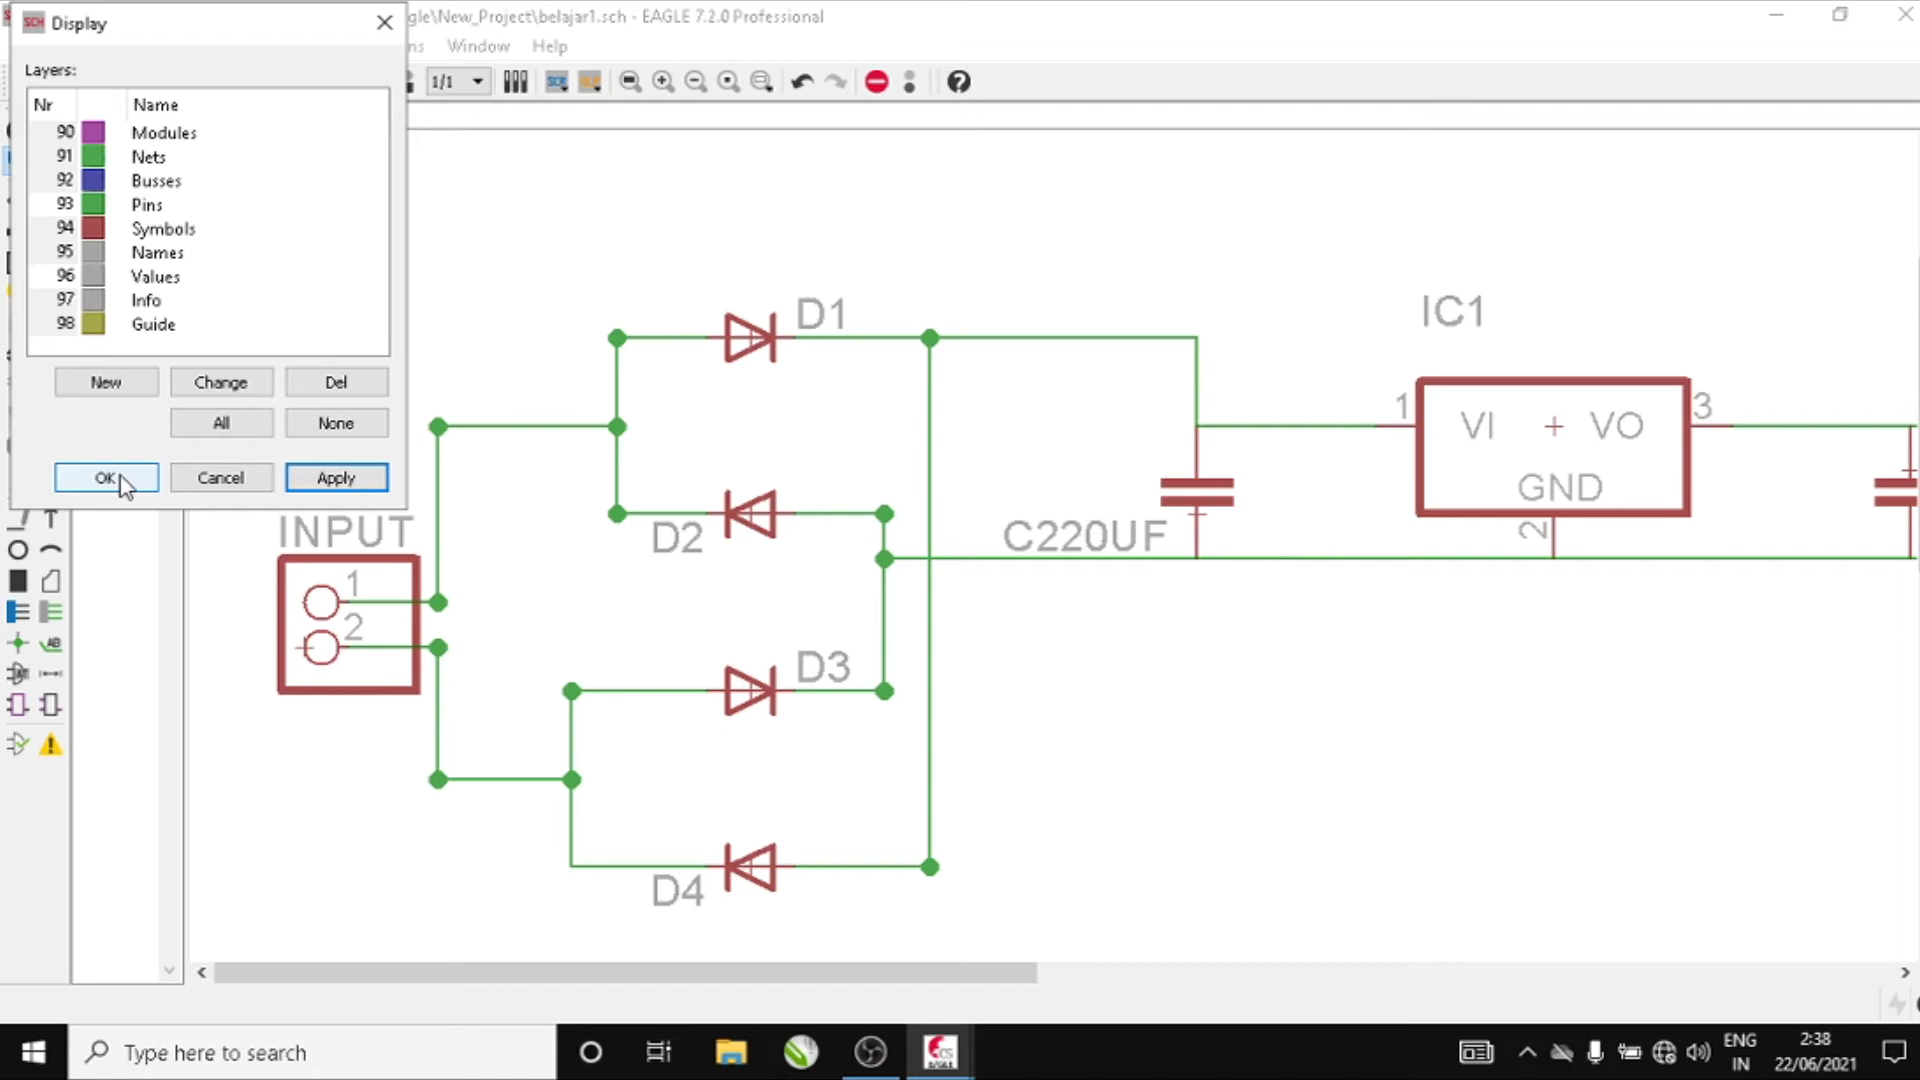 Display
gle\New_Project\belajar1.sch - EAGLE 7.2.0 Professional
ns Window Help
1/1
Layers:
Nr Name
90 Modules
91 Nets
92 Busses
93 Pins
94 Symbols
95 Names
96 Values
97 Info
98 Guide
New Change Del
All None
OK Cancel Apply
D1
IC1
1 VI VO 3
GND
2
INPUT
1
2
D2
C220UF
D3
D4
Type here to search
ENG
IN
2:38
22/06/2021